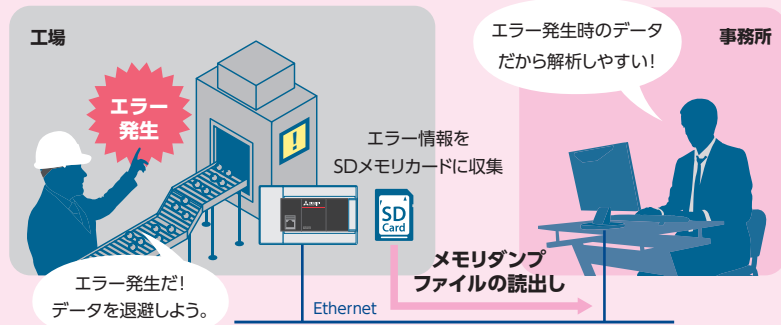 工場
エラー
発生
エラー情報を
SDメモリカードに収集
SD
Card
エラー発生だ!
データを退避しよう。
Ethernet
メモリダンプ
ファイルの読出し
エラー発生時のデータ
だから解析しやすい!
事務所
!